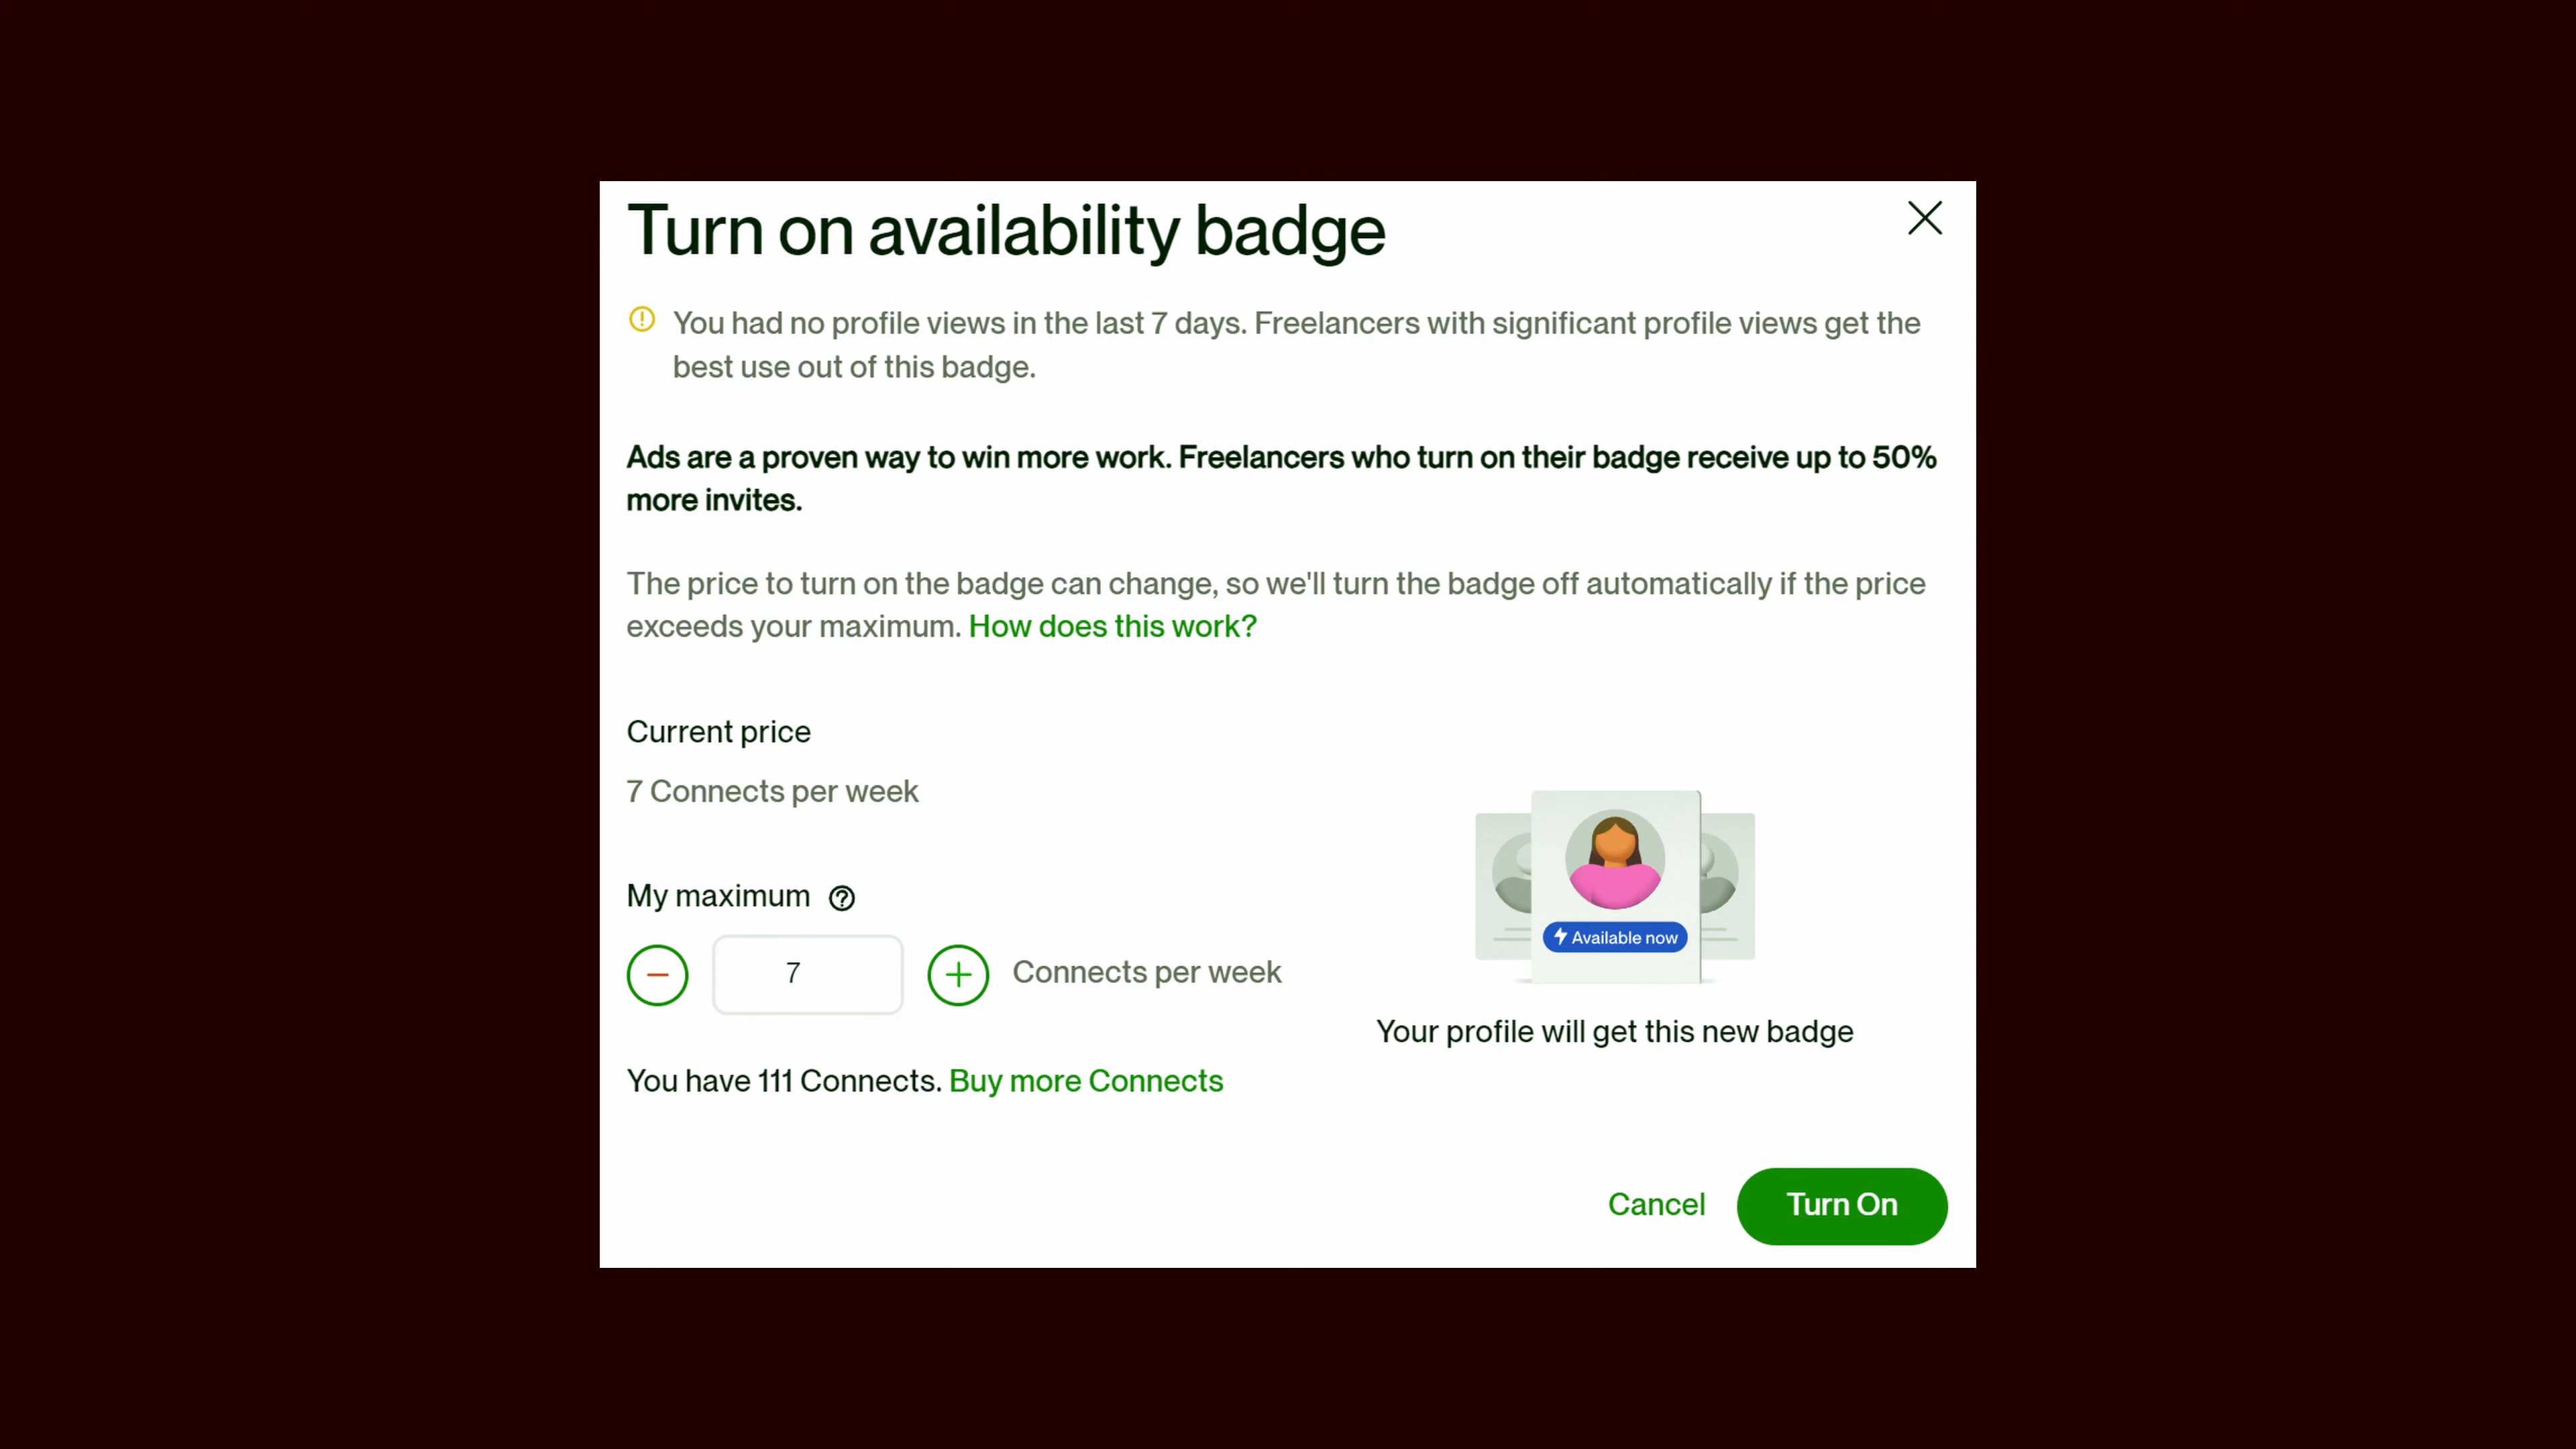 Turn on availability badge
You had no profile views in the last 7 days. Freelancers with significant profile views get the
best use out of this badge.
Ads are a proven way to win more work. Freelancers who turn on their badge receive up to 50%
more invites.
The price to turn on the badge can change, so we'll turn the badge off automatically if the price
exceeds your maximum. How does this work?
Current price
7 Connects per week
My maximum
7 Connects per week
You have 111 Connects. Buy more Connects
Available now
Your profile will get this new badge
Cancel Turn On